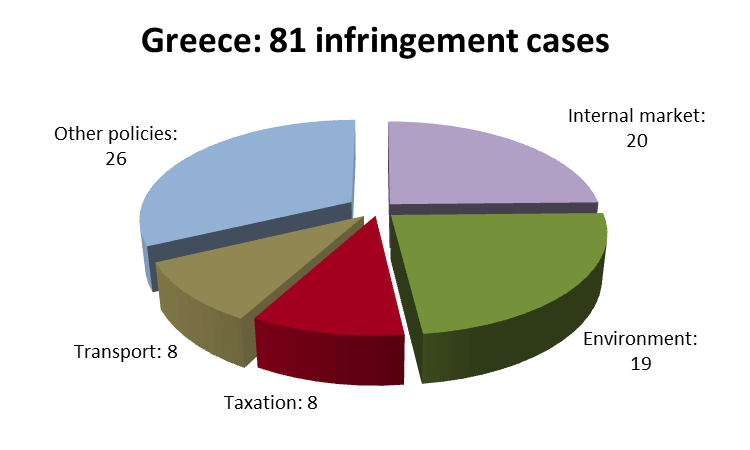 Greece: 81 infringement cases
Internal market:
20
Other policies:
26
Environment:
19
Transport: 8
Taxation: 8